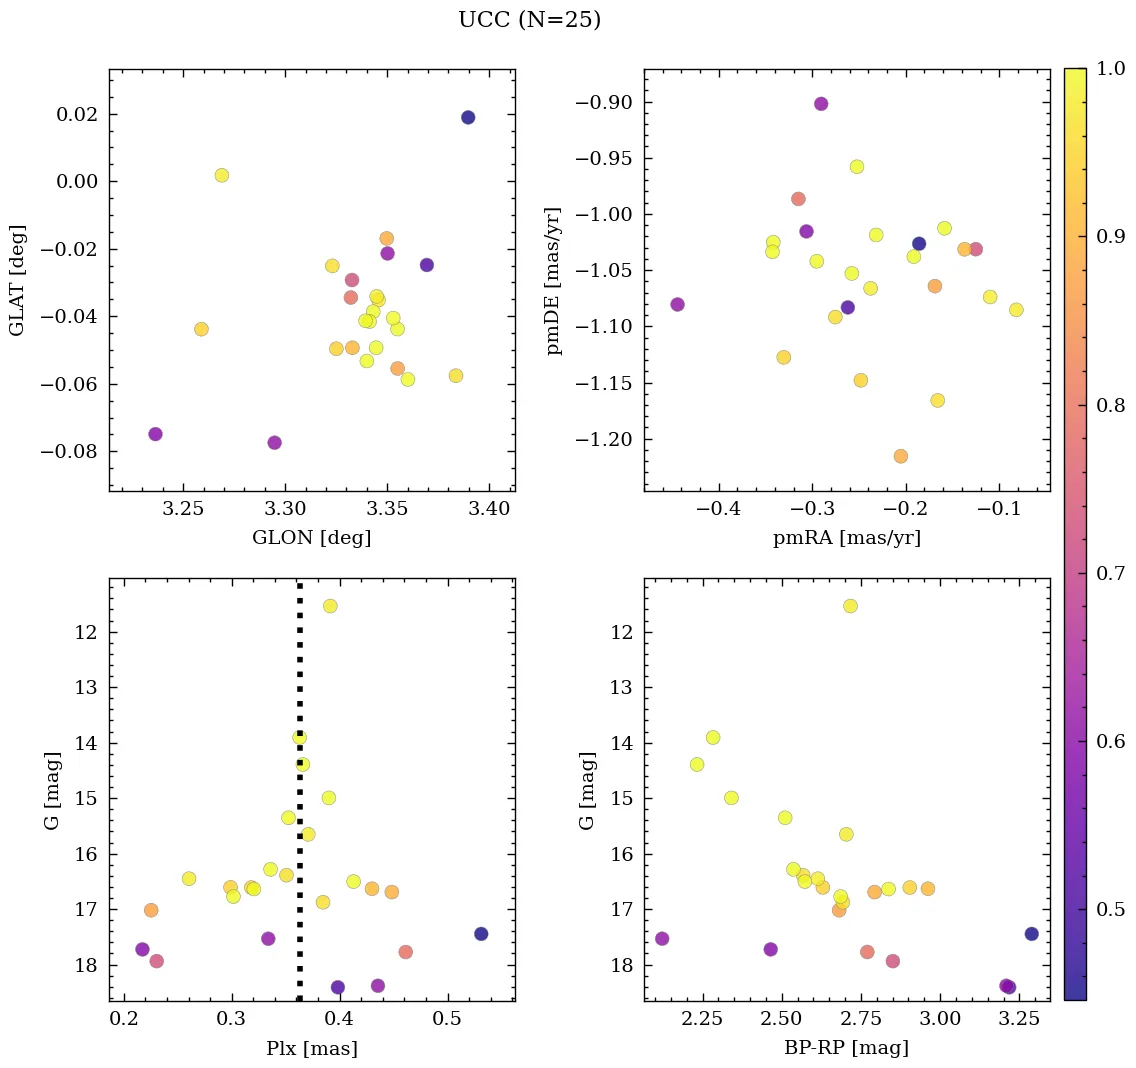 UCC (N=25)
0.02
0.00
−0.02
−0.04
−0.06
−0.08
GLAT [deg]
3.25 3.30 3.35 3.40
GLON [deg]
−0.90
−0.95
−1.00
−1.05
−1.10
−1.15
−1.20
pmDE [mas/yr]
−0.4 −0.3 −0.2 −0.1
pmRA [mas/yr]
1.0
0.9
0.8
0.7
0.6
0.5
12
13
14
15
16
17
18
G [mag]
0.2 0.3 0.4 0.5
Plx [mas]
12
13
14
15
16
17
18
G [mag]
2.25 2.50 2.75 3.00 3.25
BP-RP [mag]